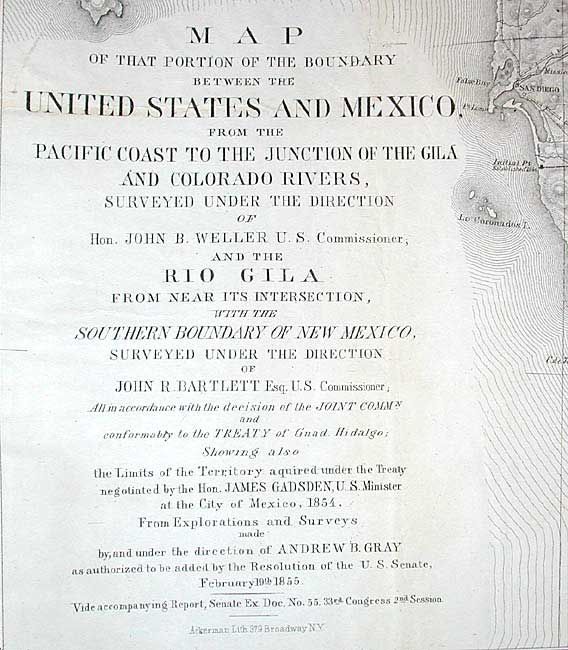 MAP
OF THAT PORTION OF THE BOUNDARY
BETWEEN THE
UNITED STATES AND MEXICO,
FROM THE
PACIFIC COAST TO THE JUNCTION OF THE GILA
AND COLORADO RIVERS,
SURVEYED UNDER THE DIRECTION
OF
Hon. JOHN B. WELLER U.S. Commissioner;
AND THE
RIO GILA
FROM NEAR ITS INTERSECTION,
WITH THE
SOUTHERN BOUNDARY OF NEW MEXICO,
SURVEYED UNDER THE DIRECTION
OF
JOHN R. BARTLETT Esq. U.S. Commissioner;
All in accordance with the decision of the JOINT COMMN
and
conformably to the TREATY of Guad. Hidalgo;
Showing also
the Limits of the Territory aquired under the Treaty
negotiated by the Hon. JAMES GADSDEN, U.S. Minister
at the City of Mexico, 1854.
From Explorations and Surveys
made
by, and under the direction of ANDREW B. GRAY
as authorized to be added by the Resolution of the U.S. Senate,
February 19th 1855.
Vide accompanying Report, Senate Ex. Doc. No. 55. 33rd Congress 2nd Session.
Ackerman Lith 379 Broadway N.Y.
False Bay
Mission
SAN DIEGO
Pt Loma
Initial Pt
Los Coronados I.